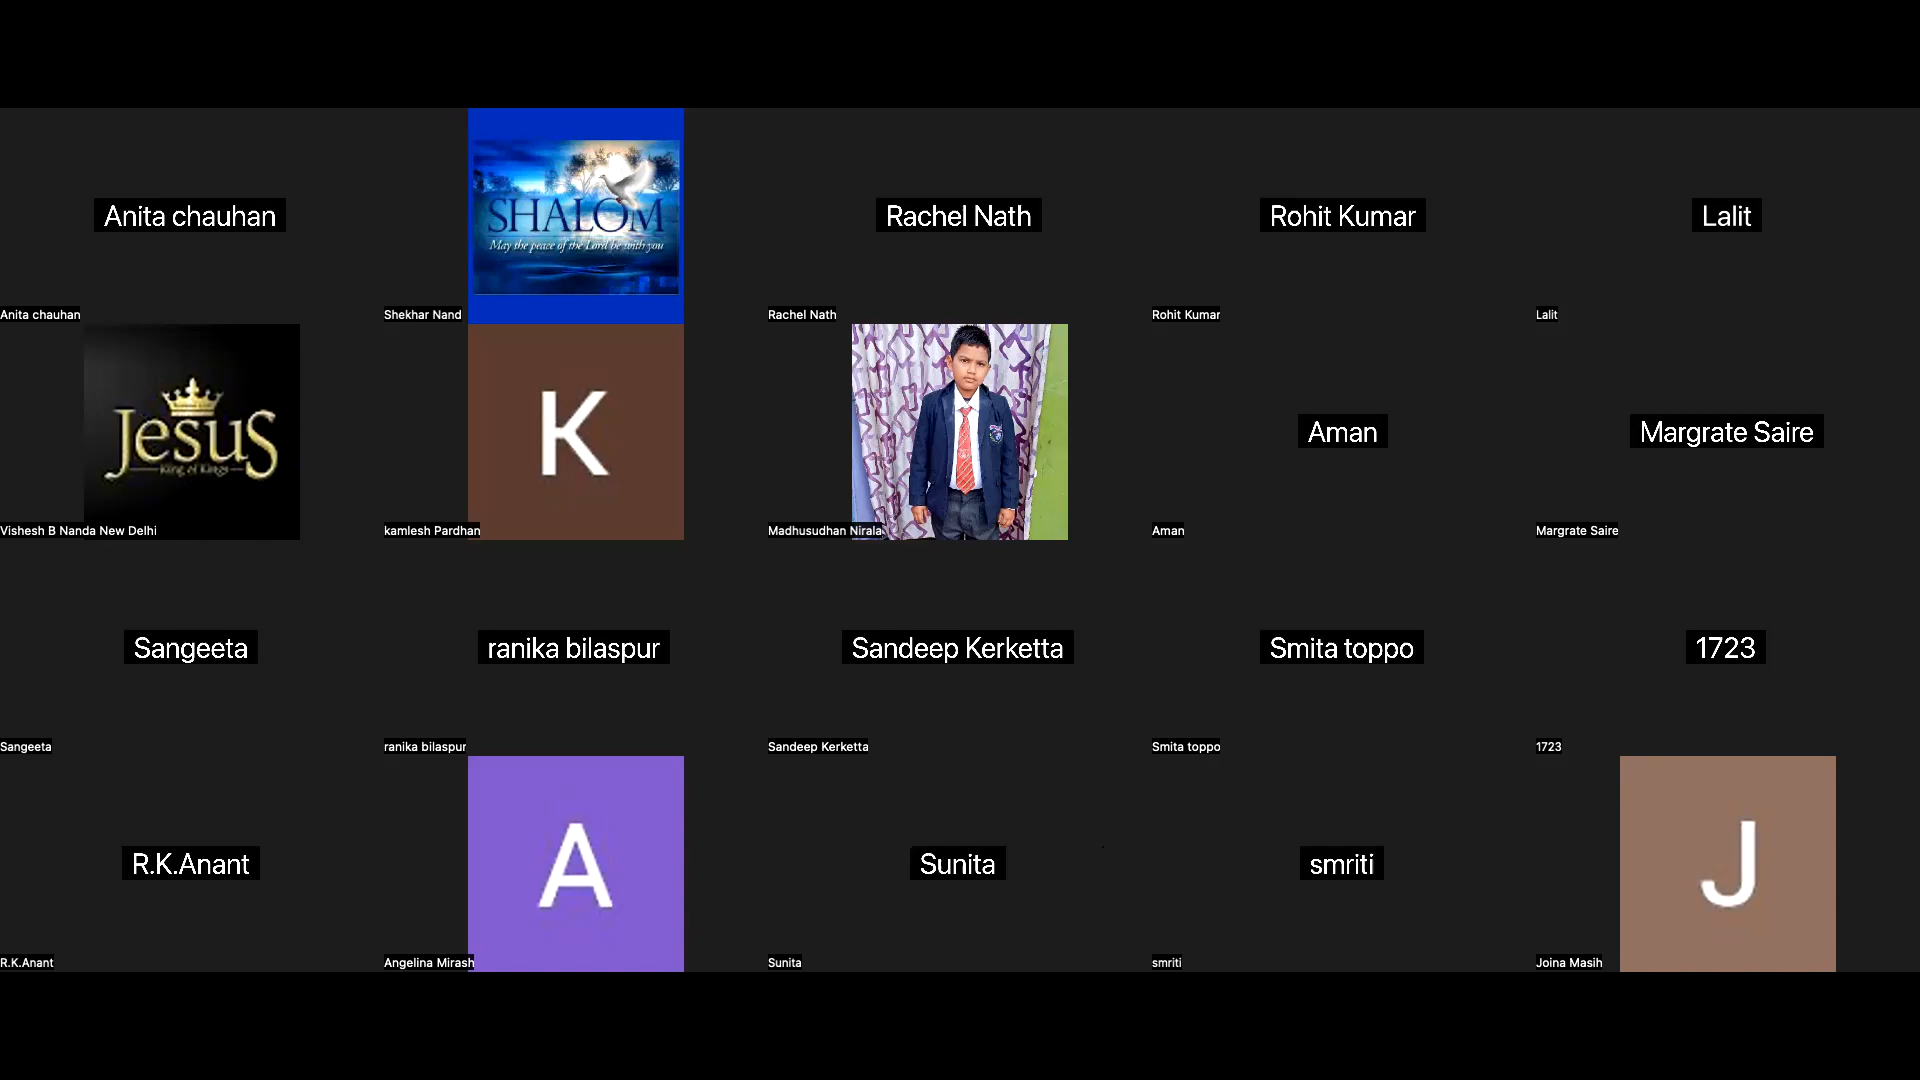 Anita chauhan
Anita chauhan
SHALOM
May the peace of the Lord be with you
Shekhar Nand
Rachel Nath
Rachel Nath
Rohit Kumar
Rohit Kumar
Lalit
Lalit
Jesus
King of Kings
Vishesh B Nanda New Delhi
K
kamlesh Pardhan
Madhusudhan Nirala
Aman
Aman
Margrate Saire
Margrate Saire
Sangeeta
Sangeeta
ranika bilaspur
ranika bilaspur
Sandeep Kerketta
Sandeep Kerketta
Smita toppo
Smita toppo
1723
1723
R.K.Anant
R.K.Anant
A
Angelina Mirash
Sunita
Sunita
smriti
smriti
J
Joina Masih